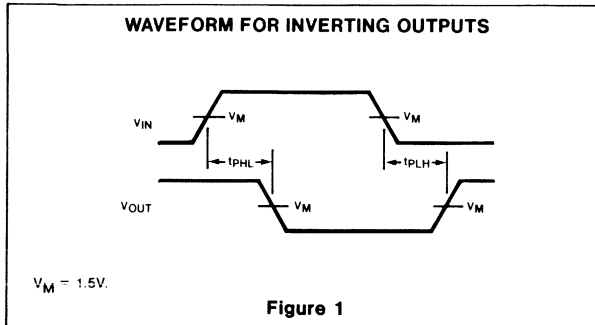 WAVEFORM FOR INVERTING OUTPUTS
VIN
VM
VM
tPHL
tPLH
VOUT
VM
VM
VM = 1.5V.
Figure 1